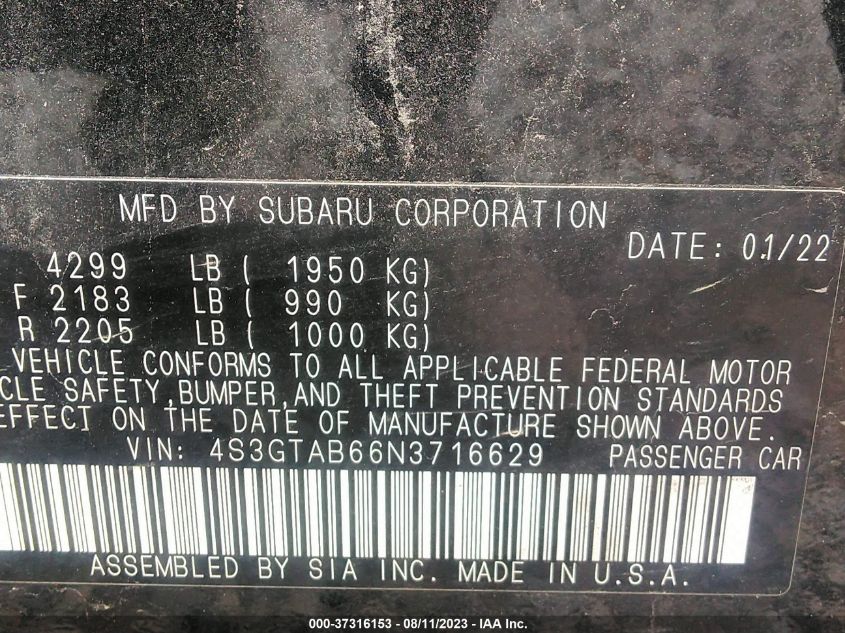 MFD BY SUBARU CORPORATION
DATE: 01/22
4299 LB ( 1950 KG)
F 2183 LB ( 990 KG)
R 2205 LB ( 1000 KG)
VEHICLE CONFORMS TO ALL APPLICABLE FEDERAL MOTOR
CLE SAFETY,BUMPER,AND THEFT PREVENTION STANDARDS
EFFECT ON THE DATE OF MANUFACTURE SHOWN ABOVE.
VIN: 4S3GTAB66N3716629 PASSENGER CAR
ASSEMBLED BY SIA INC. MADE IN U.S.A.
000-37316153 - 08/11/2023 - IAA Inc.